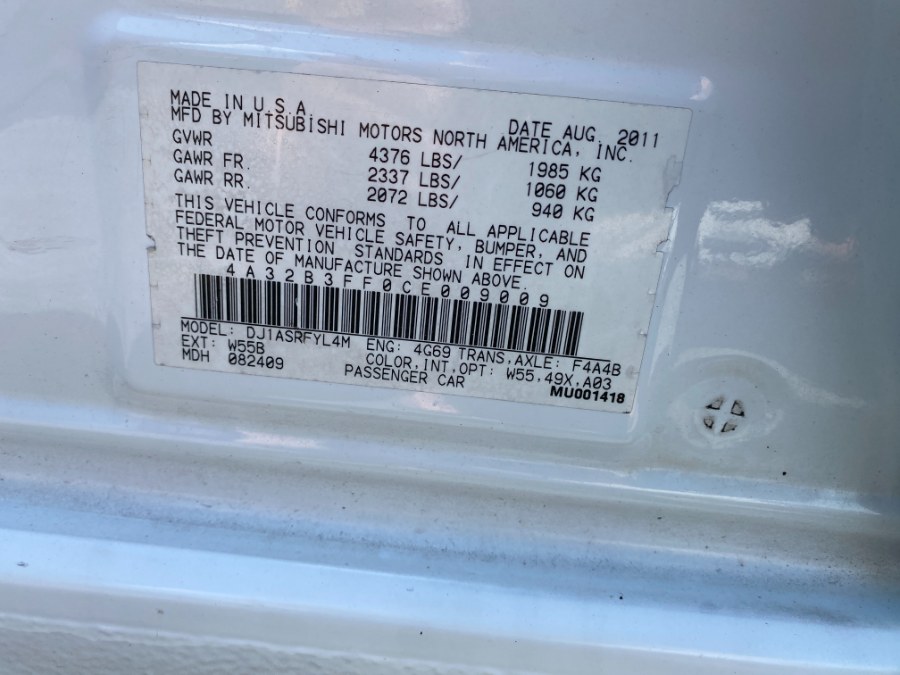 MADE IN U.S.A. DATE AUG. 2011
MFD BY MITSUBISHI MOTORS NORTH AMERICA, INC.
GVWR 4376 LBS/ 1985 KG
GAWR FR. 2337 LBS/ 1060 KG
GAWR RR. 2072 LBS/ 940 KG
THIS VEHICLE CONFORMS TO ALL APPLICABLE
FEDERAL MOTOR VEHICLE SAFETY, BUMPER, AND
THEFT PREVENTION STANDARDS IN EFFECT ON
THE DATE OF MANUFACTURE SHOWN ABOVE.
4A32B3FF0CE009009
MODEL: DJ1ASRFYL4M ENG: 4G69 TRANS,AXLE: F4A4B
EXT: W55B COLOR,INT,OPT: W55,49X,A03
MDH 082409 PASSENGER CAR
MU001418